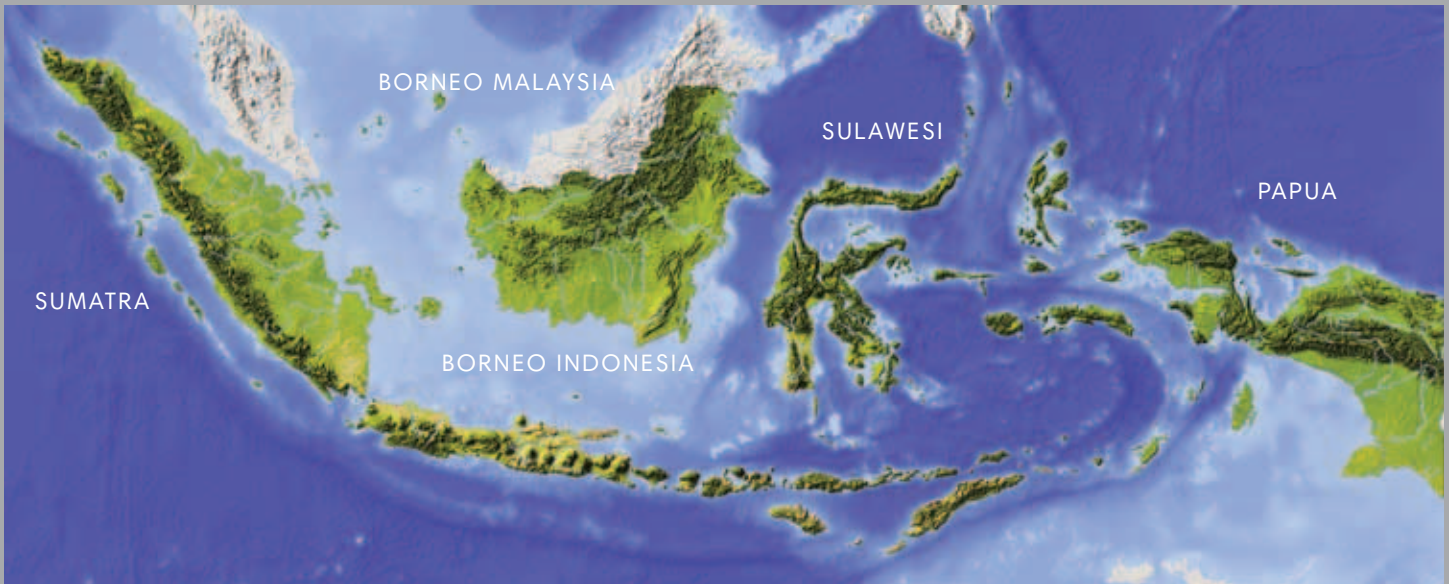 BORNEO MALAYSIA
SULAWESI
PAPUA
SUMATRA
BORNEO INDONESIA